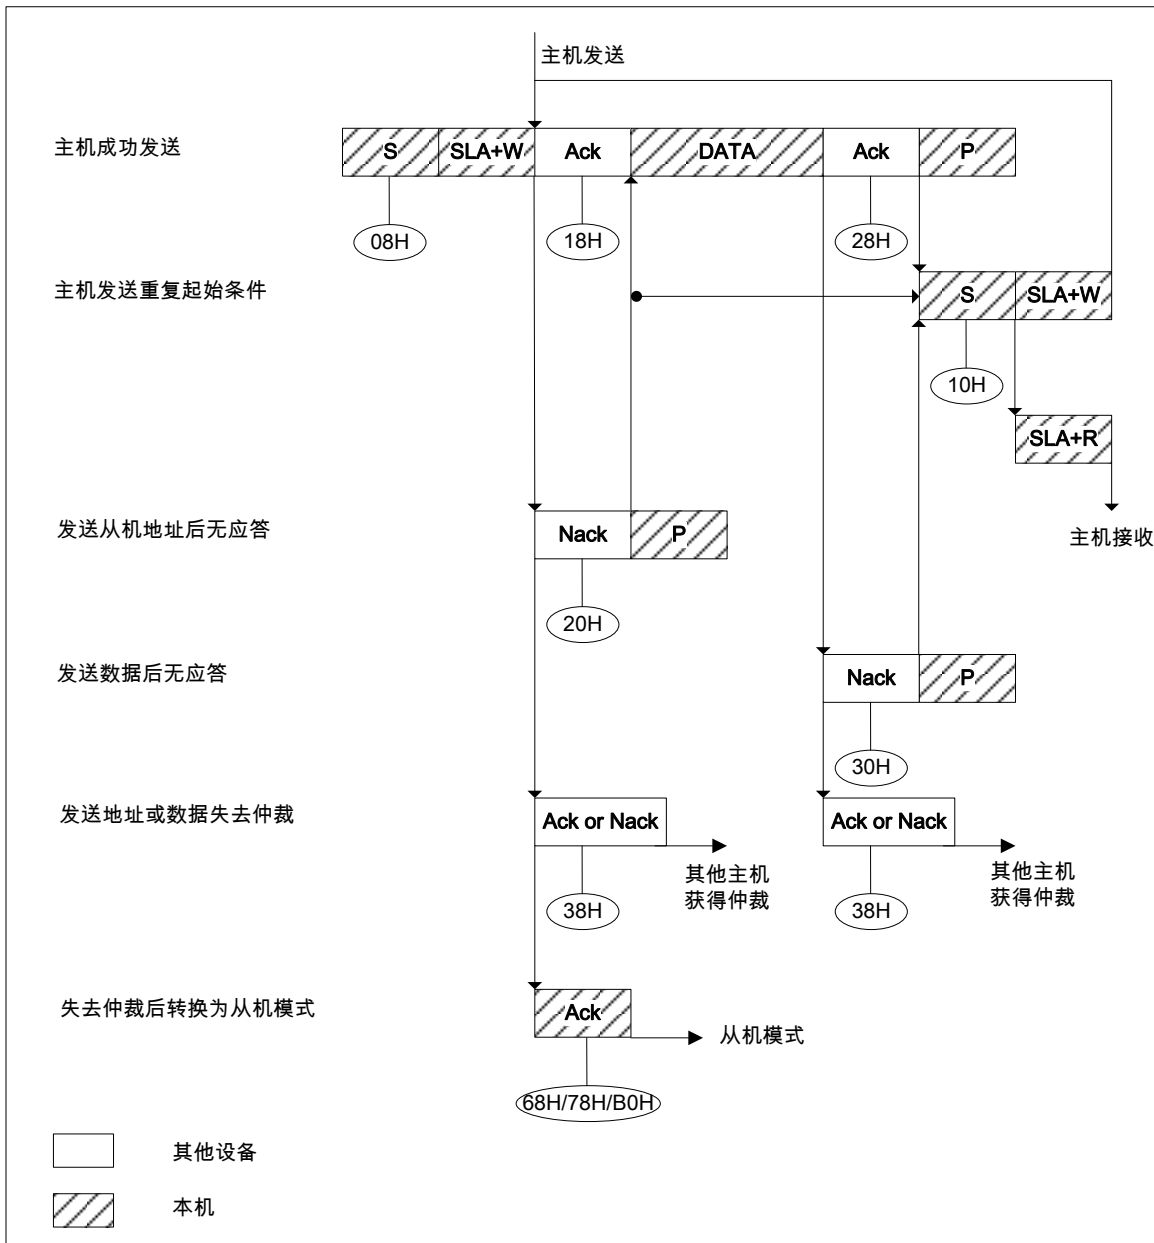 主机发送
主机成功发送
S SLA+W Ack DATA Ack P
08H 18H 28H
主机发送重复起始条件
S SLA+W
10H
SLA+R
发送从机地址后无应答
Nack P
主机接收
20H
发送数据后无应答
Nack P
30H
发送地址或数据失去仲裁
Ack or Nack Ack or Nack
其他主机
获得仲裁
其他主机
获得仲裁
38H 38H
失去仲裁后转换为从机模式
Ack
从机模式
68H/78H/B0H
其他设备
本机